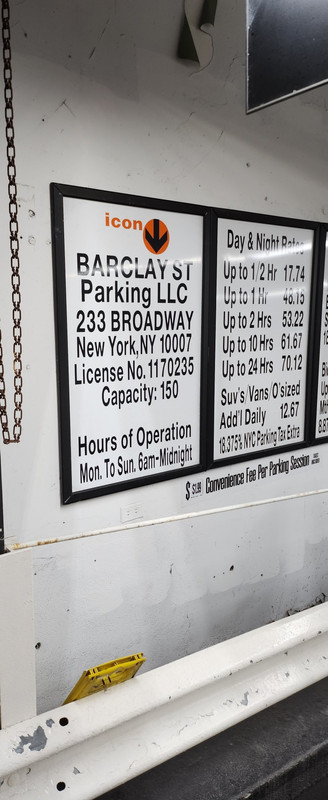 icon
BARCLAY ST
Parking LLC
233 BROADWAY
New York,NY 10007
License No. 1170235
Capacity: 150
Hours of Operation
Mon. To Sun. 6am-Midnight
Day & Night Rates
Up to 1/2 Hr 17.74
Up to 1 Hr 48.15
Up to 2 Hrs 53.22
Up to 10 Hrs 61.67
Up to 24 Hrs 70.12
Suv's/Vans/O'sized
Add'l Daily 12.67
18.375% NYC Parking Tax Extra
$ $1.99 Convenience Fee Per Parking Session